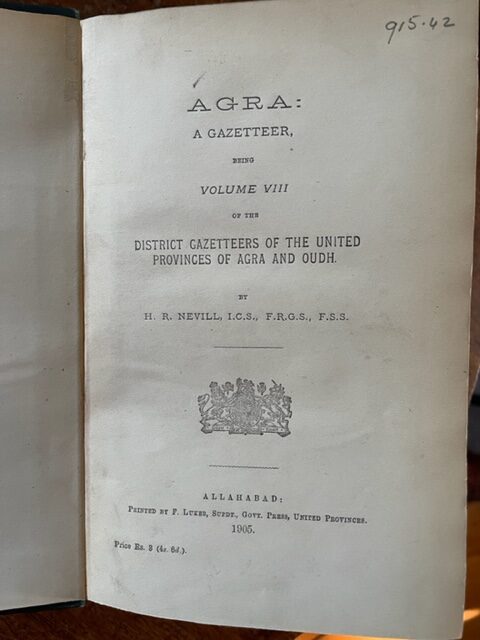 915.42
AGRA:
A GAZETTEER,
BEING
VOLUME VIII
OF THE
DISTRICT GAZETTEERS OF THE UNITED
PROVINCES OF AGRA AND OUDH.
BY
H. R. NEVILL, I.C.S., F.R.G.S., F.S.S.
ALLAHABAD:
PRINTED BY F. LUKER, SUPDT., GOVT. PRESS, UNITED PROVINCES.
1905.
Price Rs. 3 (4s. 6d.).